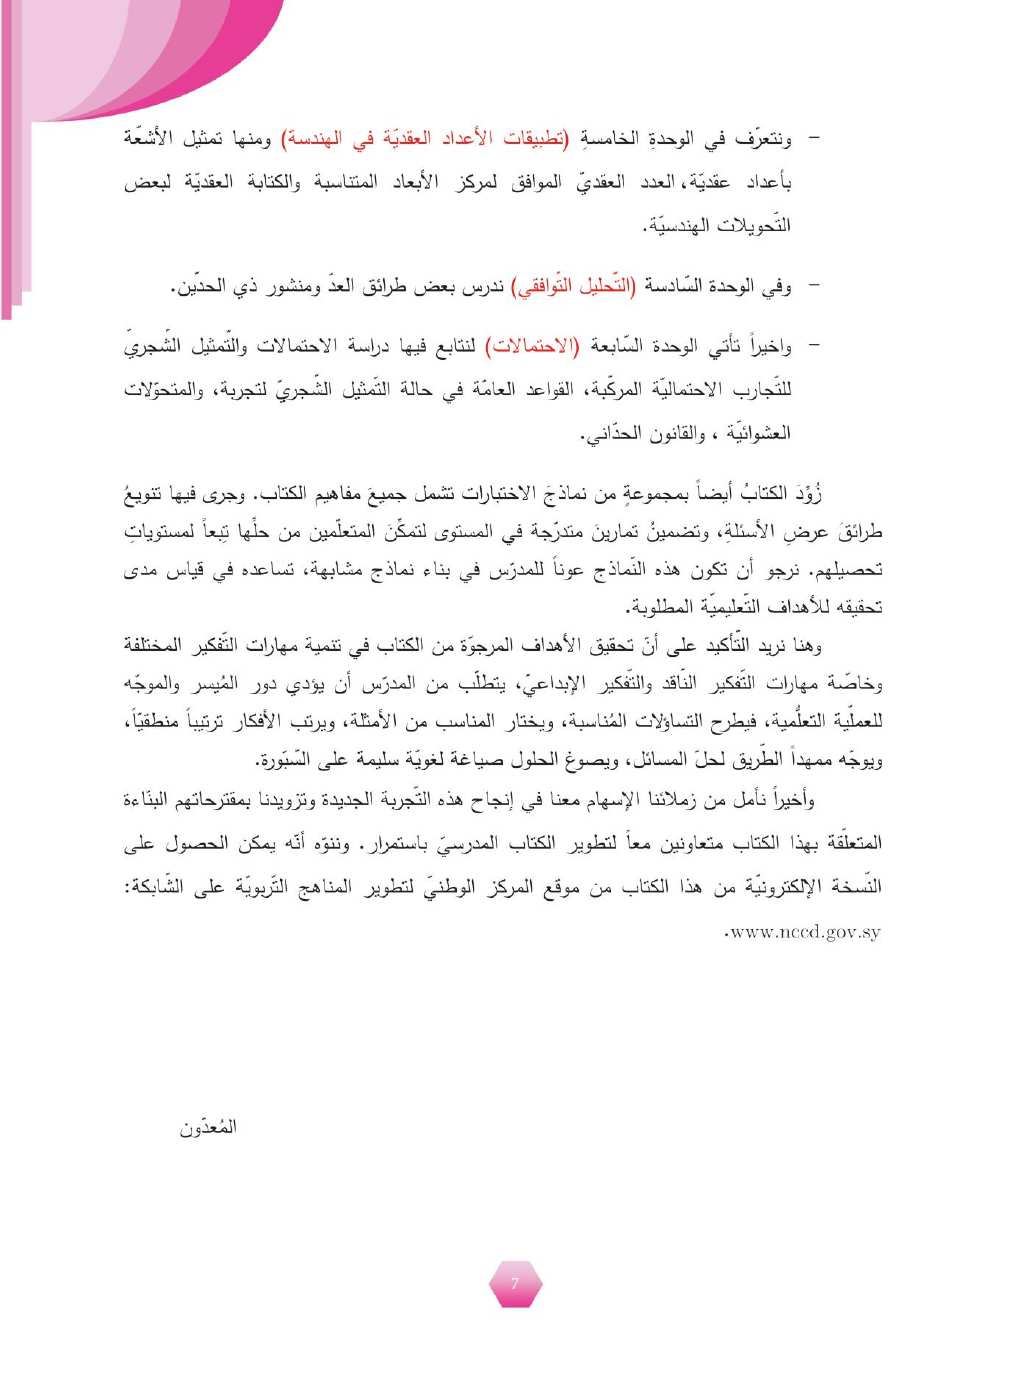 – ونتعرّف في الوحدةِ الخامسةِ (تطبيقات الأعداد العقديّة في الهندسة) ومنها تمثيل الأشعّة
بأعداد عقديّة، العدد العقديّ الموافق لمركز الأبعاد المتناسبة والكتابة العقديّة لبعض
التّحويلات الهندسيّة.
– وفي الوحدة السّادسة (التّحليل التّوافقي) ندرس بعض طرائق العدّ ومنشور ذي الحدّين.
– واخيراً تأتي الوحدة السّابعة (الاحتمالات) لنتابع فيها دراسة الاحتمالات والتّمثيل الشّجريّ
للتّجارب الاحتماليّة المركّبة، القواعد العامّة في حالة التّمثيل الشّجريّ لتجربة، والمتحوّلات
العشوائيّة ، والقانون الحدّاني.
زُوِّدَ الكتابُ أيضاً بمجموعةٍ من نماذجَ الاختبارات تشمل جميعَ مفاهيم الكتاب. وجرى فيها تنويعُ
طرائقَ عرضِ الأسئلةِ، وتضمينُ تمارينَ متدرّجة في المستوى لتمكّنَ المتعلّمين من حلِّها تِبعاً لمستوياتِ
تحصيلهم. نرجو أن تكون هذه النّماذج عوناً للمدرّس في بناء نماذج مشابهة، تساعده في قياس مدى
تحقيقه للأهداف التّعليميّة المطلوبة.
وهنا نريد التّأكيد على أنّ تحقيق الأهداف المرجوّة من الكتاب في تنمية مهارات التّفكير المختلفة
وخاصّة مهارات التّفكير النّاقد والتّفكير الإبداعيّ، يتطلّب من المدرّس أن يؤدي دور المُيسر والموجّه
للعملّية التعلُّمية، فيطرح التساؤلات المُناسبة، ويختار المناسب من الأمثلة، ويرتب الأفكار ترتيباً منطقيّاً،
ويوجّه ممهداً الطّريق لحلّ المسائل، ويصوغ الحلول صياغة لغويّة سليمة على السّبّورة.
وأخيراً نأمل من زملائنا الإسهام معنا في إنجاح هذه التّجربة الجديدة وتزويدنا بمقترحاتهم البنّاءة
المتعلّقة بهذا الكتاب متعاونين معاً لتطوير الكتاب المدرسيّ باستمرار. وننوّه أنّه يمكن الحصول على
النّسخة الإلكترونيّة من هذا الكتاب من موقع المركز الوطنيّ لتطوير المناهج التّربويّة على الشّابكة:
www.nccd.gov.sy.
المُعدّون
7